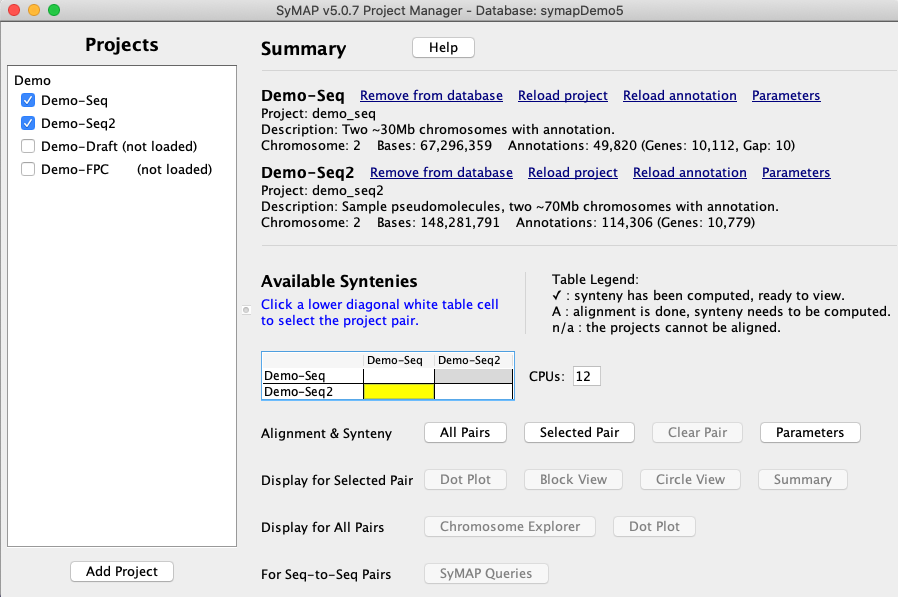 SyMAP v5.0.7 Project Manager - Database: symapDemo5
Projects
Demo
Demo-Seq
Demo-Seq2
Demo-Draft (not loaded)
Demo-FPC (not loaded)
Add Project
Summary Help
Demo-Seq Remove from database Reload project Reload annotation Parameters
Project: demo_seq
Description: Two ~30Mb chromosomes with annotation.
Chromosome: 2 Bases: 67,296,359 Annotations: 49,820 (Genes: 10,112, Gap: 10)
Demo-Seq2 Remove from database Reload project Reload annotation Parameters
Project: demo_seq2
Description: Sample pseudomolecules, two ~70Mb chromosomes with annotation.
Chromosome: 2 Bases: 148,281,791 Annotations: 114,306 (Genes: 10,779)
Available Syntenies
Click a lower diagonal white table cell
to select the project pair.
Table Legend:
✓ : synteny has been computed, ready to view.
A : alignment is done, synteny needs to be computed.
n/a : the projects cannot be aligned.
Demo-Seq Demo-Seq2
Demo-Seq
Demo-Seq2
CPUs: 12
Alignment & Synteny All Pairs Selected Pair Clear Pair Parameters
Display for Selected Pair Dot Plot Block View Circle View Summary
Display for All Pairs Chromosome Explorer Dot Plot
For Seq-to-Seq Pairs SyMAP Queries